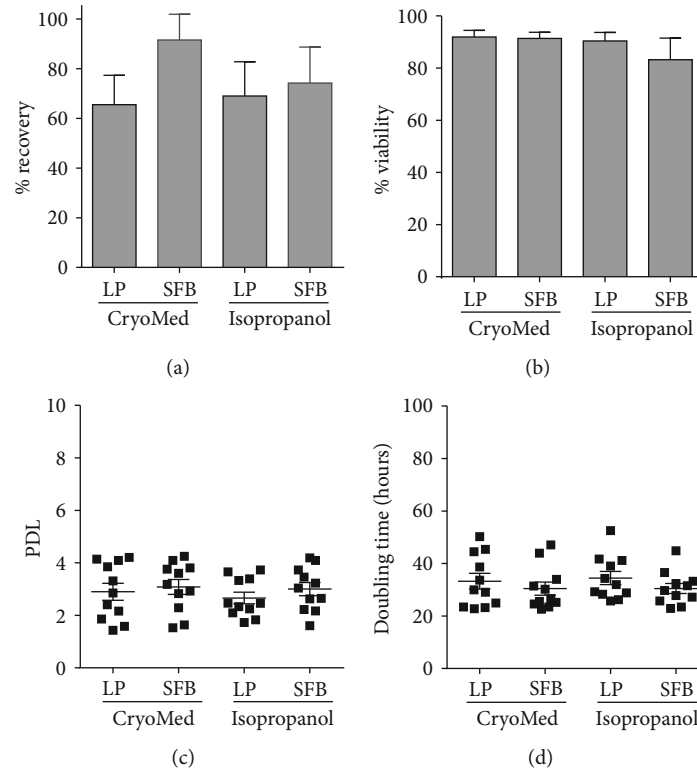 100
80
60
40
20
0
% recovery
LP SFB LP SFB
CryoMed Isopropanol
(a)
100
80
60
40
20
0
% viability
LP SFB LP SFB
CryoMed Isopropanol
(b)
10
8
6
4
2
0
PDL
LP SFB LP SFB
CryoMed Isopropanol
(c)
100
80
60
40
20
0
Doubling time (hours)
LP SFB LP SFB
CryoMed Isopropanol
(d)